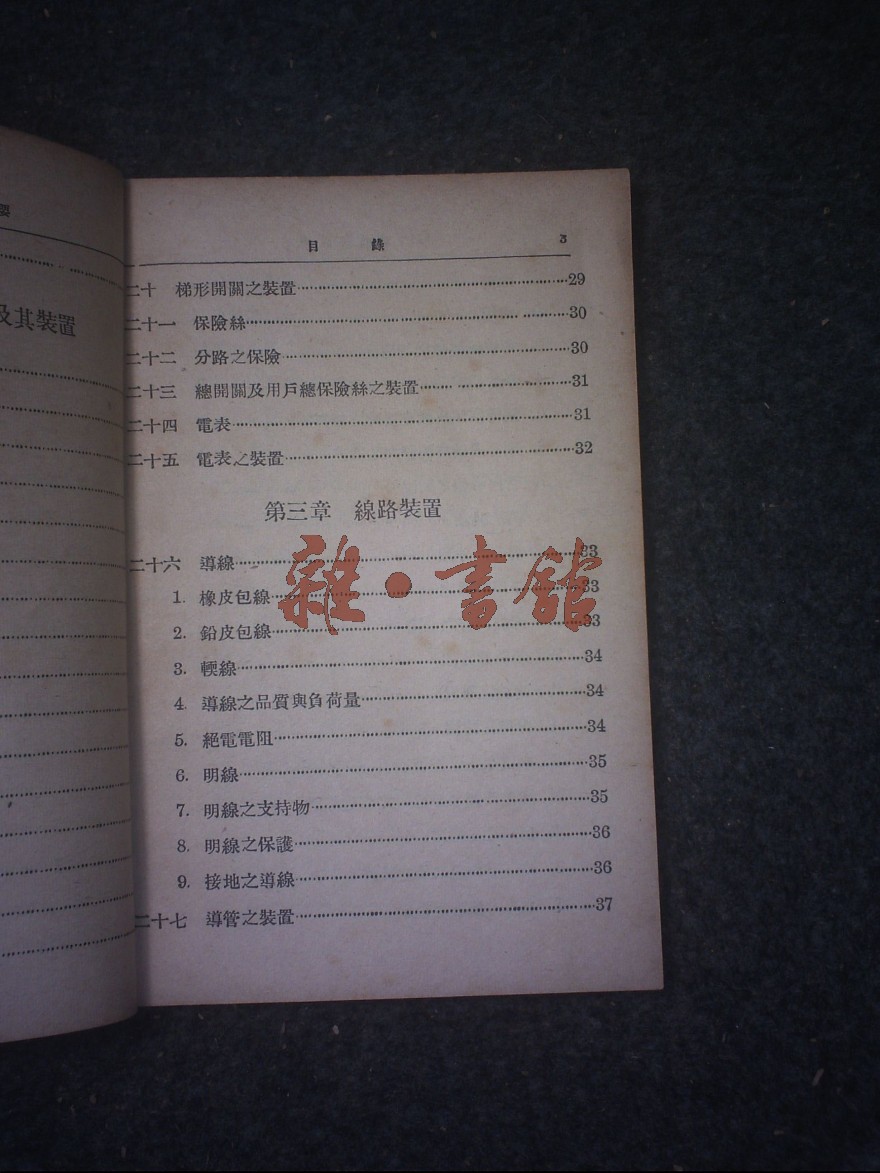 及其裝置
目錄 3
二十 梯形開關之裝置 29
二十一 保險絲 30
二十二 分路之保險 30
二十三 總開關及用戶總保險絲之裝置 31
二十四 電表 31
二十五 電表之裝置 32
第三章 線路裝置
二十六 導線 33
1. 橡皮包線 33
2. 鉛皮包線 33
3. 輭線 34
4. 導線之品質與負荷量 34
5. 絕電電阻 34
6. 明線 35
7. 明線之支持物 35
8. 明線之保護 36
9. 接地之導線 36
二十七 導管之裝置 37
雜·書館